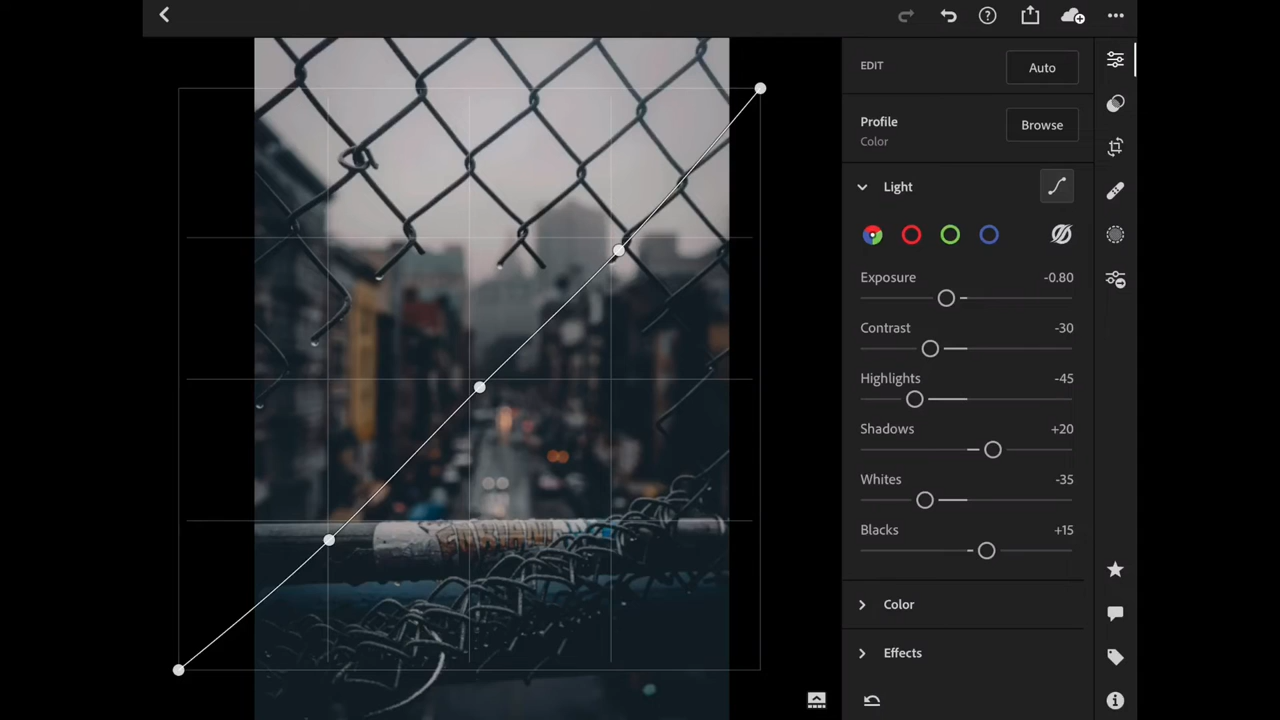 EDIT
Auto
Profile
Color
Browse
Light
Exposure -0.80
Contrast -30
Highlights -45
Shadows +20
Whites -35
Blacks +15
Color
Effects